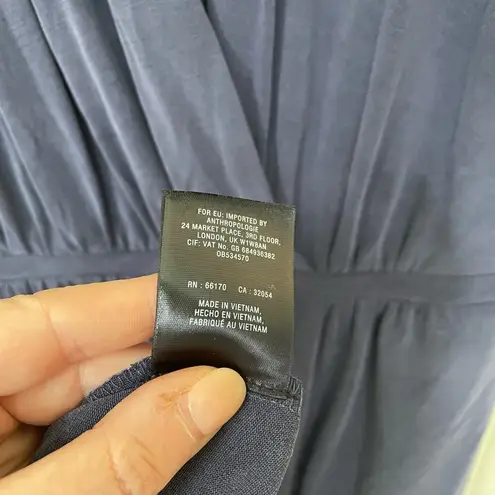 FOR EU: IMPORTED BY
ANTHROPOLOGIE
24 MARKET PLACE, 3RD FLOOR,
LONDON, UK W1W8AN
CIF: VAT No. GB 684936382
OB534570
RN : 66170 CA : 32054
MADE IN VIETNAM,
HECHO EN VIETNAM,
FABRIQUÉ AU VIETNAM